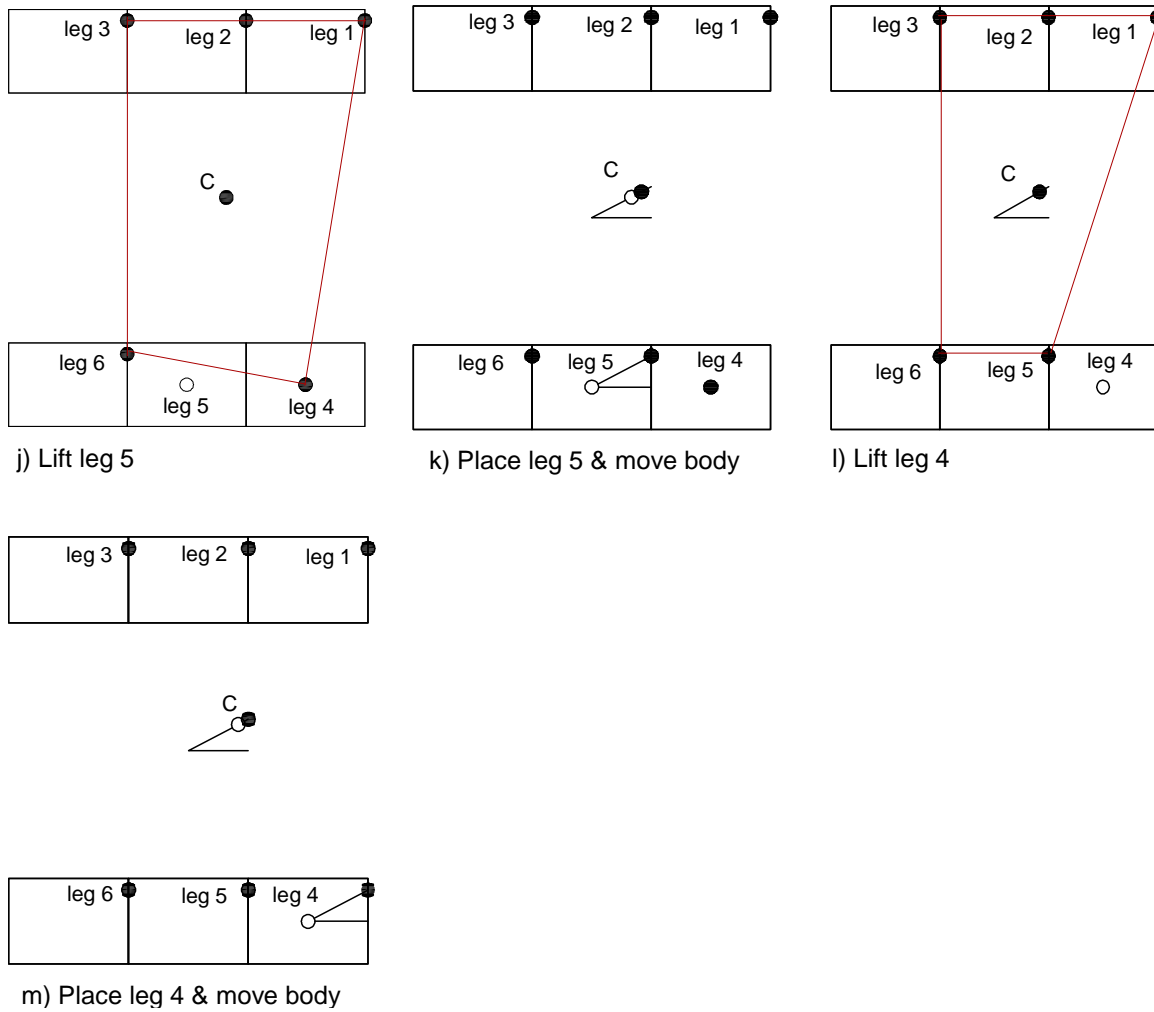 leg 3 leg 2 leg 1
C
leg 6
leg 5 leg 4
j) Lift leg 5
leg 3 leg 2 leg 1
C
leg 6 leg 5 leg 4
k) Place leg 5 & move body
leg 3 leg 2 leg 1
C
leg 4
leg 6 leg 5
l) Lift leg 4
leg 3 leg 2 leg 1
C
leg 6 leg 5 leg 4
m) Place leg 4 & move body